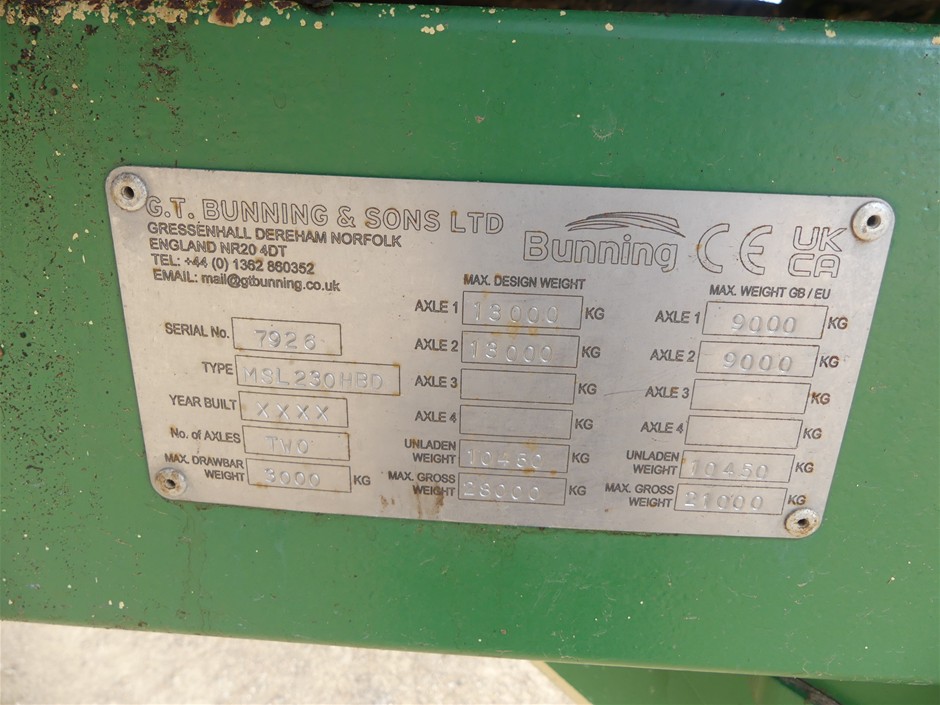 G.T. BUNNING & SONS LTD
GRESSENHALL DEREHAM NORFOLK
ENGLAND NR20 4DT
TEL: +44 (0) 1362 860352
EMAIL: mail@gtbunning.co.uk
Bunning
CE
UK
CA
SERIAL No. 7926
TYPE MSL230HBD
YEAR BUILT XXXX
No. of AXLES TWO
MAX. DRAWBAR
WEIGHT 3000 KG
MAX. DESIGN WEIGHT
AXLE 1 13000 KG
AXLE 2 13000 KG
AXLE 3 KG
AXLE 4 KG
UNLADEN
WEIGHT 10450 KG
MAX. GROSS
WEIGHT KG
MAX. WEIGHT GB / EU
AXLE 1 9000 KG
AXLE 2 9000 KG
AXLE 3 KG
AXLE 4 KG
UNLADEN
WEIGHT 10450 KG
MAX. GROSS
WEIGHT 21000 KG